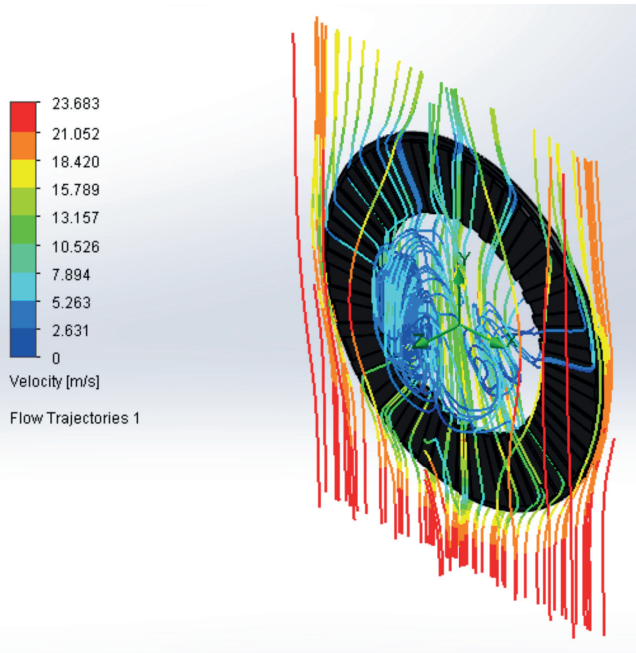 23.683
21.052
18.420
15.789
13.157
10.526
7.894
5.263
2.631
0
Velocity [m/s]
Flow Trajectories 1
Y
X